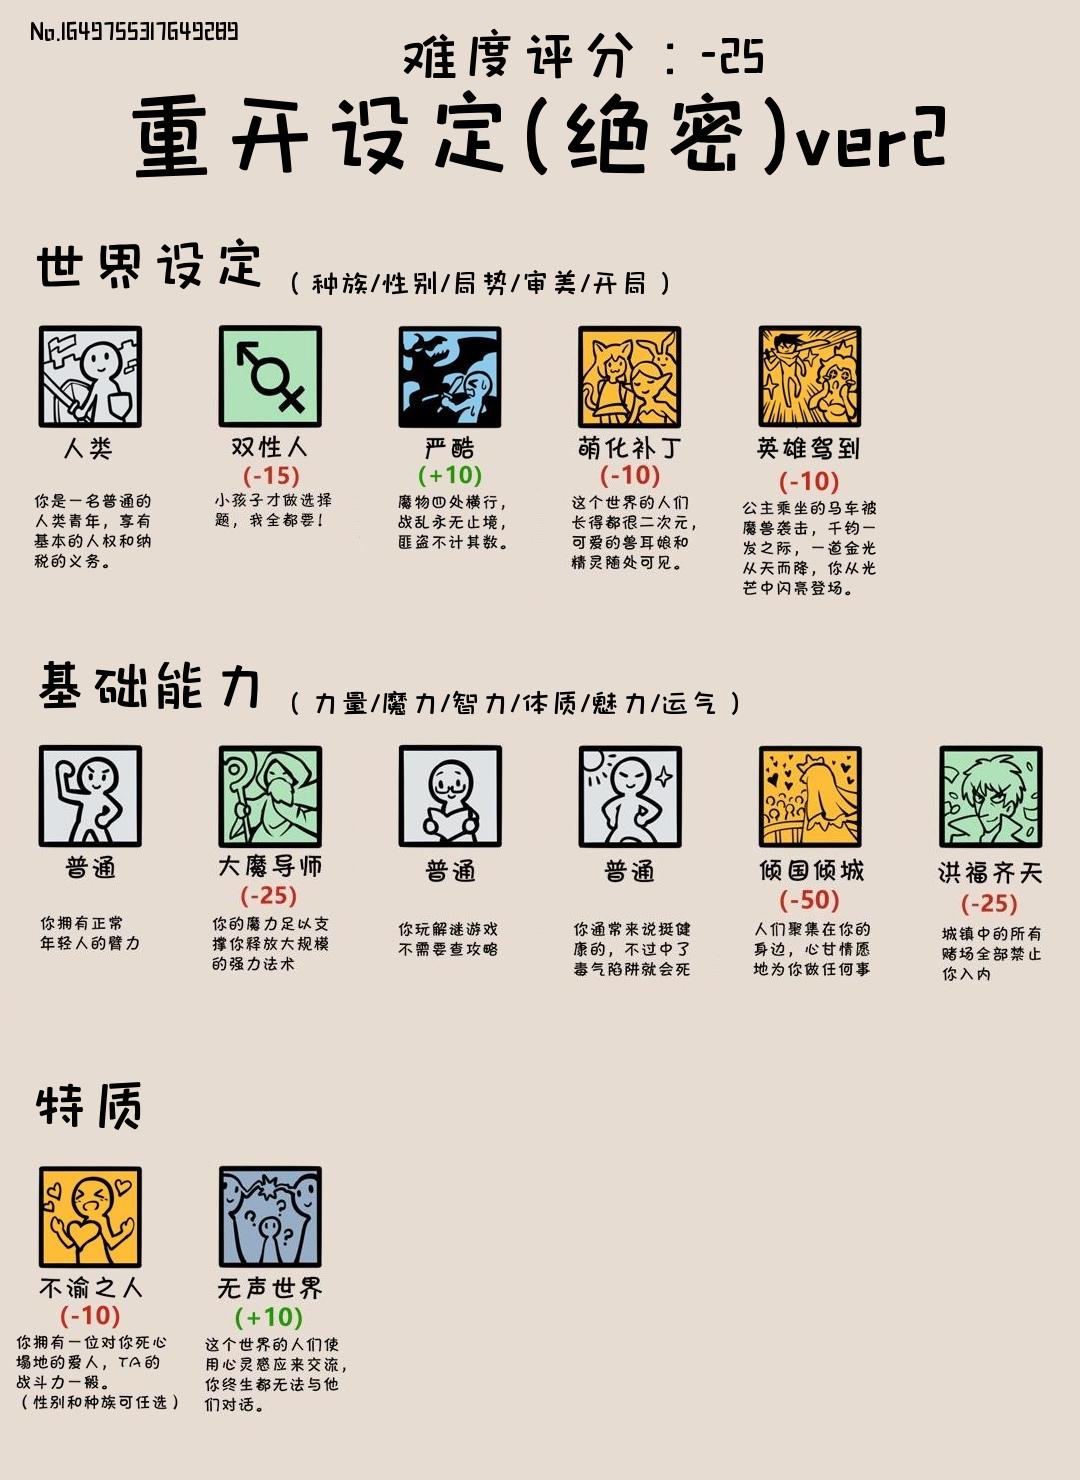 No.1649755317649289
难度评分：-25
重开设定(绝密)ver2
世界设定 (种族/性别/局势/审美/开局)
人类
你是一名普通的
人类青年，享有
基本的人权和纳
税的义务。
双性人
(-15)
小孩子才做选择
题，我全都要！
严酷
(+10)
魔物四处横行，
战乱永无止境，
匪盗不计其数。
萌化补丁
(-10)
这个世界的人们
长得都很二次元，
可爱的兽耳娘和
精灵随处可见。
英雄驾到
(-10)
公主乘坐的马车被
魔兽袭击，千钧一
发之际，一道金光
从天而降，你从光
芒中闪亮登场。
基础能力 (力量/魔力/智力/体质/魅力/运气)
普通
你拥有正常
年轻人的臂力
大魔导师
(-25)
你的魔力足以支
撑你释放大规模
的强力法术
普通
你玩解谜游戏
不需要查攻略
普通
你通常来说挺健
康的，不过中了
毒气陷阱就会死
倾国倾城
(-50)
人们聚集在你的
身边，心甘情愿
地为你做任何事
洪福齐天
(-25)
城镇中的所有
赌场全部禁止
你入内
特质
不渝之人
(-10)
你拥有一位对你死心
塌地的爱人，TA的
战斗力一般。
(性别和种族可任选)
无声世界
(+10)
这个世界的人们使
用心灵感应来交流，
你终生都无法与他
们对话。